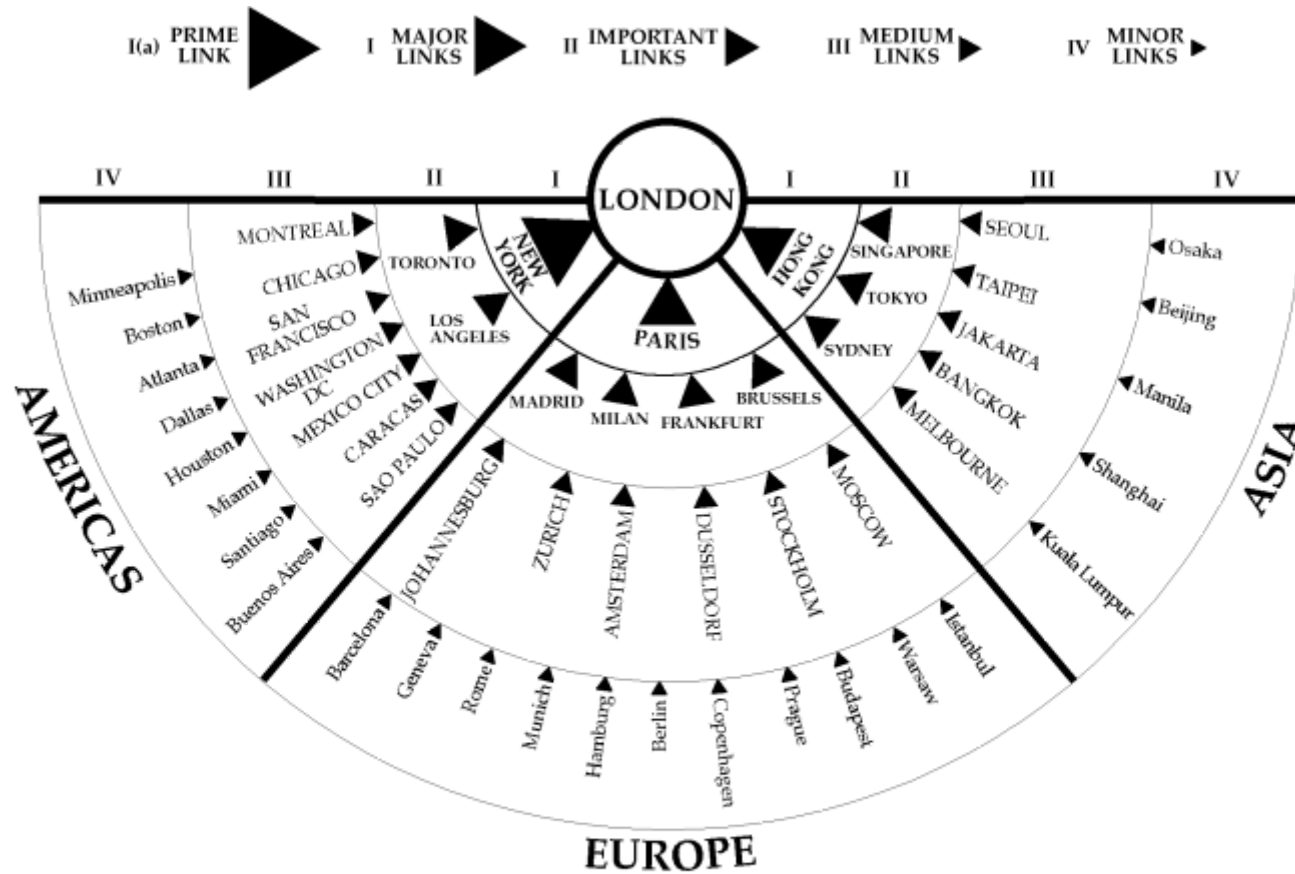 I(a) PRIME LINK
I MAJOR LINKS
II IMPORTANT LINKS
III MEDIUM LINKS
IV MINOR LINKS
IV III II I LONDON I II III IV
AMERICAS
NEW
YORK
TORONTO
LOS
ANGELES
MONTREAL
CHICAGO
SAN
FRANCISCO
WASHINGTON
DC
MEXICO CITY
CARACAS
SAO PAULO
Minneapolis
Boston
Atlanta
Dallas
Houston
Miami
Santiago
Buenos Aires
EUROPE
PARIS
MADRID
MILAN
FRANKFURT
BRUSSELS
JOHANNESBURG
ZURICH
AMSTERDAM
DUSSELDORF
STOCKHOLM
MOSCOW
Barcelona
Geneva
Rome
Munich
Hamburg
Berlin
Copenhagen
Prague
Budapest
Warsaw
Istanbul
ASIA
HONG
KONG
SINGAPORE
TOKYO
SYDNEY
SEOUL
TAIPEI
JAKARTA
BANGKOK
MELBOURNE
Osaka
Beijing
Manila
Shanghai
Kuala Lumpur